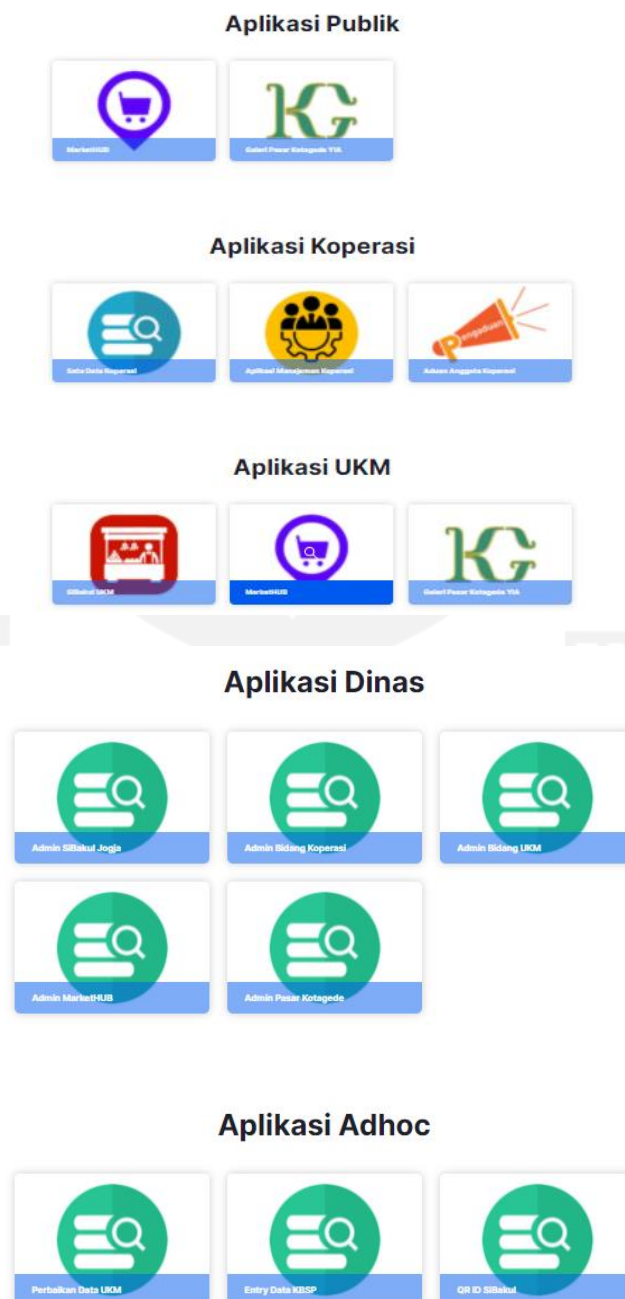 Aplikasi Publik
MarketHUB
Galeri Pasar Kotagede YIA
Aplikasi Koperasi
Satu Data Koperasi
Aplikasi Manajemen Koperasi
Pengaduan
Aduan Anggota Koperasi
Aplikasi UKM
SiBakul UKM
MarketHUB
Galeri Pasar Kotagede YIA
Aplikasi Dinas
Admin SiBakul Jogja
Admin Bidang Koperasi
Admin Bidang UKM
Admin MarketHUB
Admin Pasar Kotagede
Aplikasi Adhoc
Perbaikan Data UKM
Entry Data KBSP
QR ID SiBakul